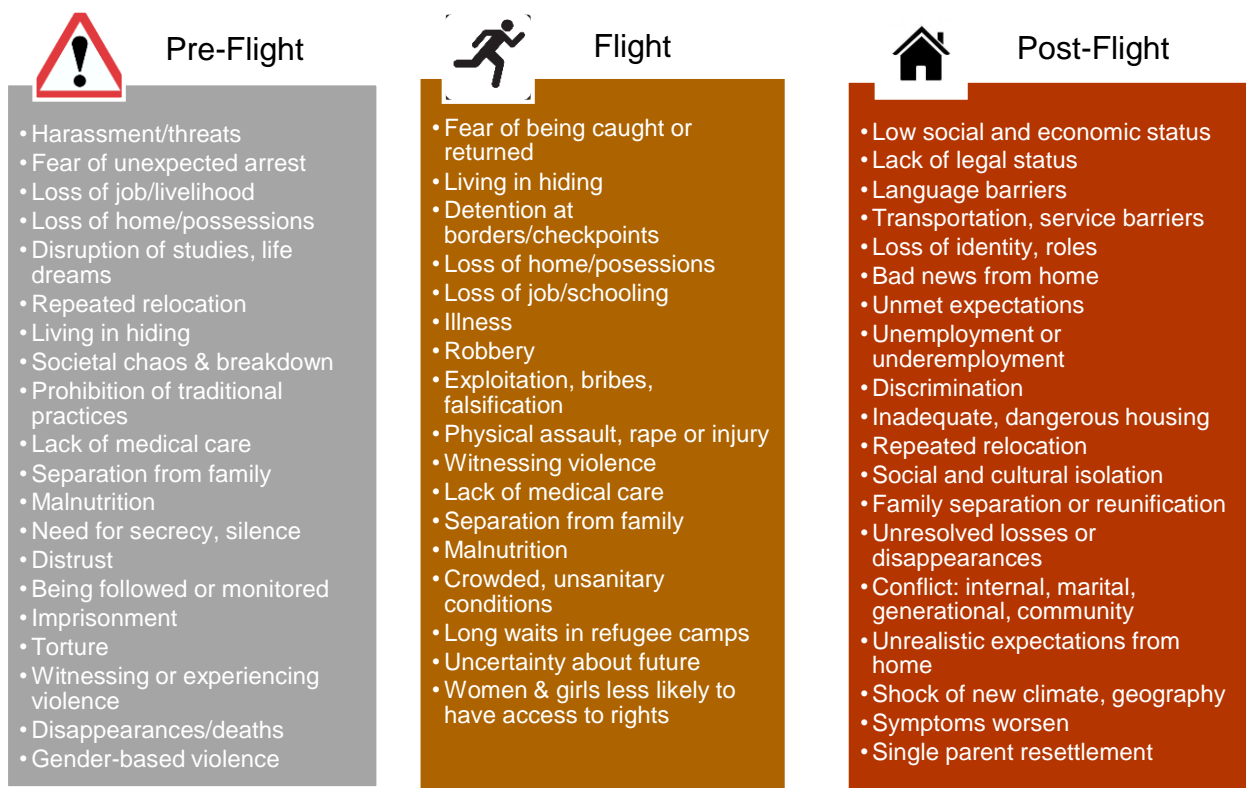 Pre-Flight
• Harassment/threats
• Fear of unexpected arrest
• Loss of job/livelihood
• Loss of home/possessions
• Disruption of studies, life
dreams
• Repeated relocation
• Living in hiding
• Societal chaos & breakdown
• Prohibition of traditional
practices
• Lack of medical care
• Separation from family
• Malnutrition
• Need for secrecy, silence
• Distrust
• Being followed or monitored
• Imprisonment
• Torture
• Witnessing or experiencing
violence
• Disappearances/deaths
• Gender-based violence
Flight
• Fear of being caught or
returned
• Living in hiding
• Detention at
borders/checkpoints
• Loss of home/posessions
• Loss of job/schooling
• Illness
• Robbery
• Exploitation, bribes,
falsification
• Physical assault, rape or injury
• Witnessing violence
• Lack of medical care
• Separation from family
• Malnutrition
• Crowded, unsanitary
conditions
• Long waits in refugee camps
• Uncertainty about future
• Women & girls less likely to
have access to rights
Post-Flight
• Low social and economic status
• Lack of legal status
• Language barriers
• Transportation, service barriers
• Loss of identity, roles
• Bad news from home
• Unmet expectations
• Unemployment or
underemployment
• Discrimination
• Inadequate, dangerous housing
• Repeated relocation
• Social and cultural isolation
• Family separation or reunification
• Unresolved losses or
disappearances
• Conflict: internal, marital,
generational, community
• Unrealistic expectations from
home
• Shock of new climate, geography
• Symptoms worsen
• Single parent resettlement